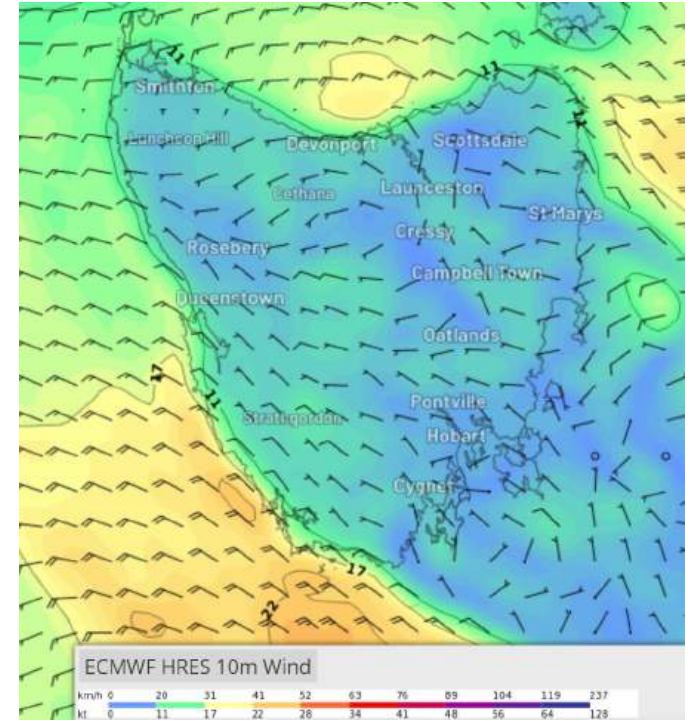 11
11
Smithton
14
Luncheon Hill
Devonport
Scottsdale
Cethana
Launceston
St Marys
Cressy
Rosebery
Campbell Town
Queenstown
Oatlands
17
11
Pontville
Strathgordon
Hobart
Cygnet
17
22
ECMWF HRES 10m Wind
km/h 0 20 31 41 52 63 76 89 104 119 237
kt 0 11 17 22 28 34 41 48 56 64 128